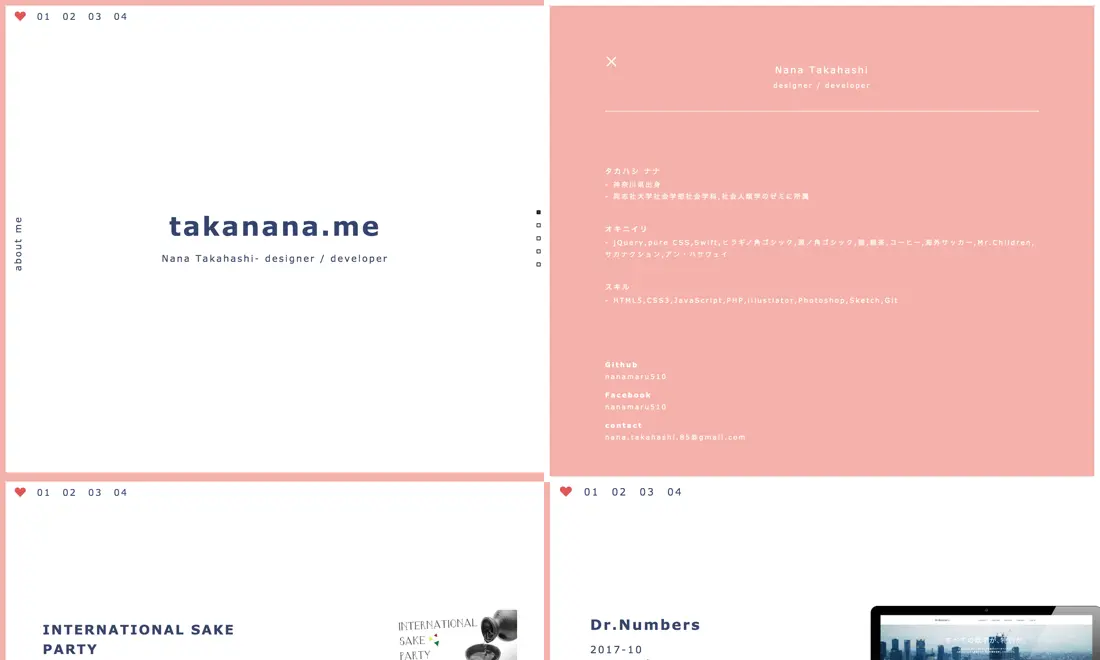 01 02 03 04
about me
takanana.me
Nana Takahashi- designer / developer
Nana Takahashi
designer / developer
タカハシ ナナ
- 神奈川県出身
- 同志社大学社会学部社会学科,社会人類学のゼミに所属
オキニイリ
- jQuery,pure CSS,Swift,ヒラギノ角ゴシック,游ノ角ゴシック,コーヒー,海外サッカー,Mr.Children,
サカナクション,アン・ハサウェイ
スキル
- HTML5,CSS3,JavaScript,PHP,Illustlator,Photoshop,Sketch,Git
Github
nanamaru510
Facebook
nanamaru510
contact
nana.takahashi.85@gmail.com
01 02 03 04
INTERNATIONAL SAKE
PARTY
INTERNATIONAL
SAKE
PARTY
01 02 03 04
Dr.Numbers
2017-10